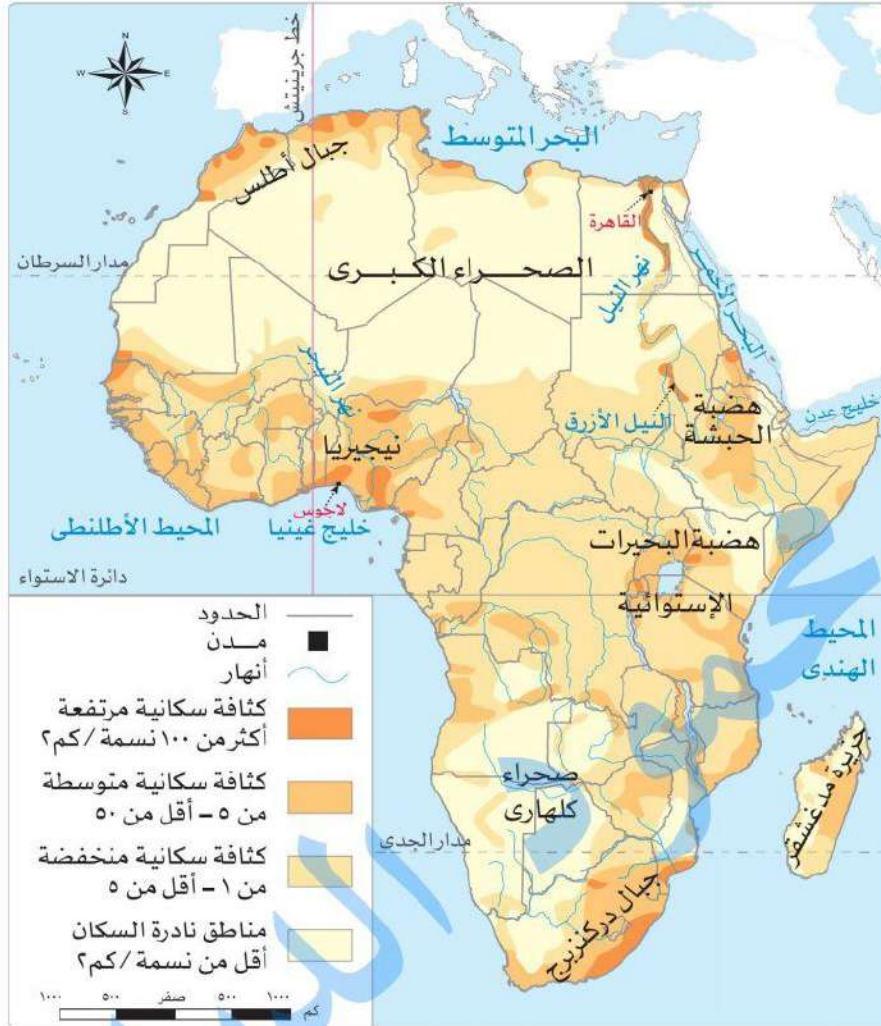 خط جرينيتش
N
W
E
S
البحر المتوسط
جبال أطلس
القاهرة
مدار السرطان
الصحراء الكبرى
نهر النيل
البحر الأحمر
نهر النيجر
هضبة
الحبشة
خليج عدن
النيل الأزرق
نيجيريا
لاجوس
خليج غينيا
المحيط الأطلنطى
هضبة البحيرات
الإستوائية
دائرة الاستواء
المحيط
الهندى
جزيرة مدغشقر
صحراء
كلهارى
مدار الجدى
جبال دركنزبرج
الحدود
مدن
أنهار
كثافة سكانية مرتفعة
أكثر من ١٠٠ نسمة / كم٢
كثافة سكانية متوسطة
من ٥ – أقل من ٥٠
كثافة سكانية منخفضة
من ١ – أقل من ٥
مناطق نادرة السكان
أقل من نسمة / كم٢
١٠٠٠ ٥٠٠ صفر ٥٠٠ ١٠٠٠
كم